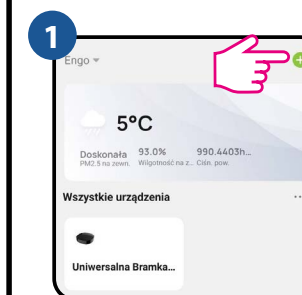 1
Engo
5°C
Doskonała 93.0% 990.4403h...
PM2.5 na zewn. Wilgotność na z... Ciśn. pow.
Wszystkie urządzenia
Uniwersalna Bramka...